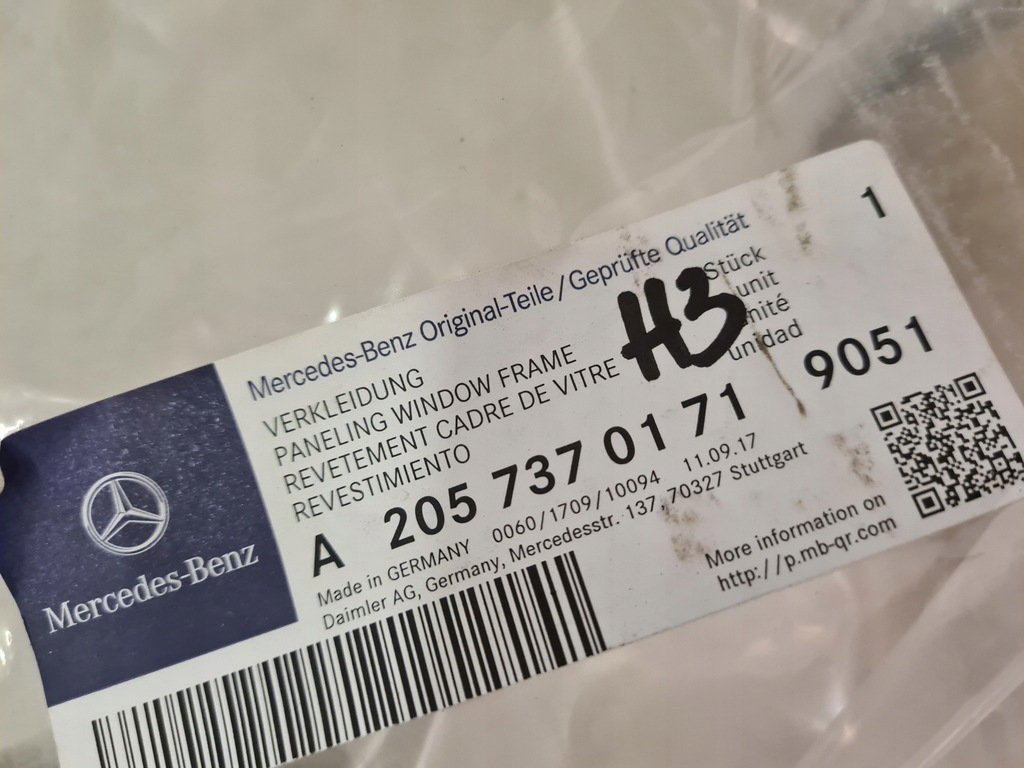 Mercedes-Benz
Mercedes-Benz Original-Teile/Geprüfte Qualität
VERKLEIDUNG
PANELING WINDOW FRAME
REVETEMENT CADRE DE VITRE
REVESTIMIENTO
H3
1
Stück
unit
unité
unidad
A 205 737 01 71 9051
Made in GERMANY 0060/1709/10094 11.09.17
Daimler AG, Germany, Mercedesstr. 137, 70327 Stuttgart
More information on
http://p.mb-qr.com